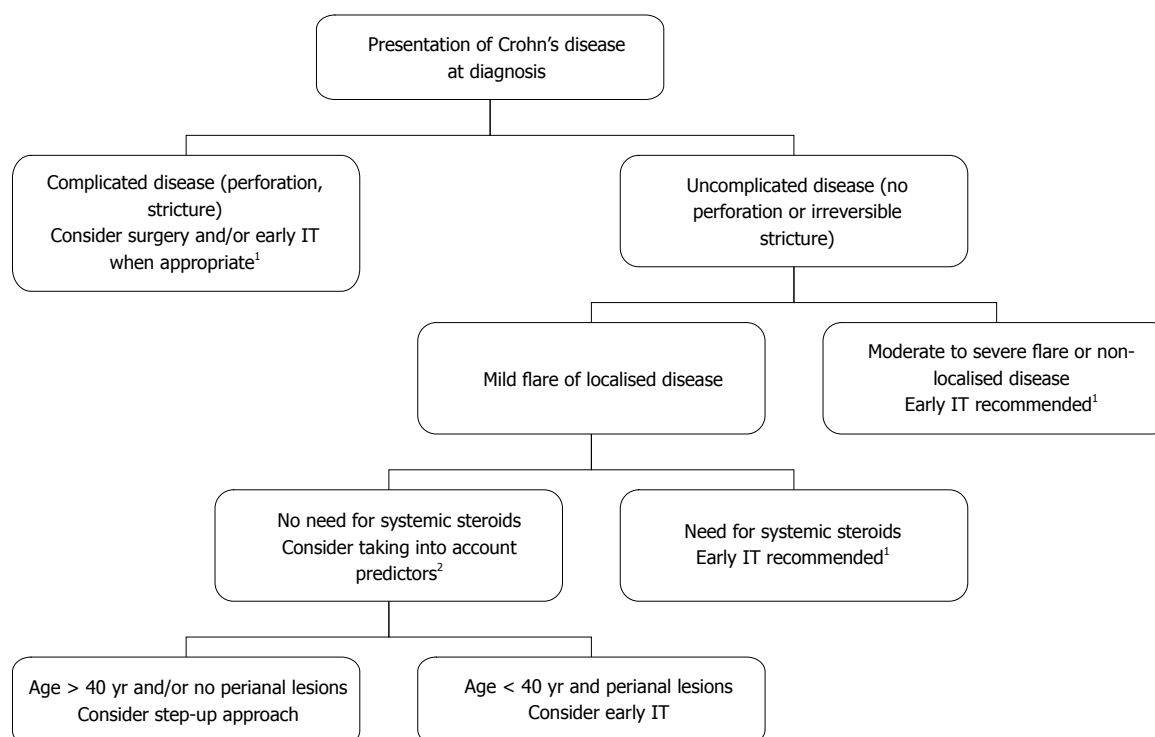 Presentation of Crohn’s disease
at diagnosis
Complicated disease (perforation,
stricture)
Consider surgery and/or early IT
when appropriate¹
Uncomplicated disease (no
perforation or irreversible
stricture)
Mild flare of localised disease
Moderate to severe flare or non-
localised disease
Early IT recommended¹
No need for systemic steroids
Consider taking into account
predictors²
Need for systemic steroids
Early IT recommended¹
Age > 40 yr and/or no perianal lesions
Consider step-up approach
Age < 40 yr and perianal lesions
Consider early IT